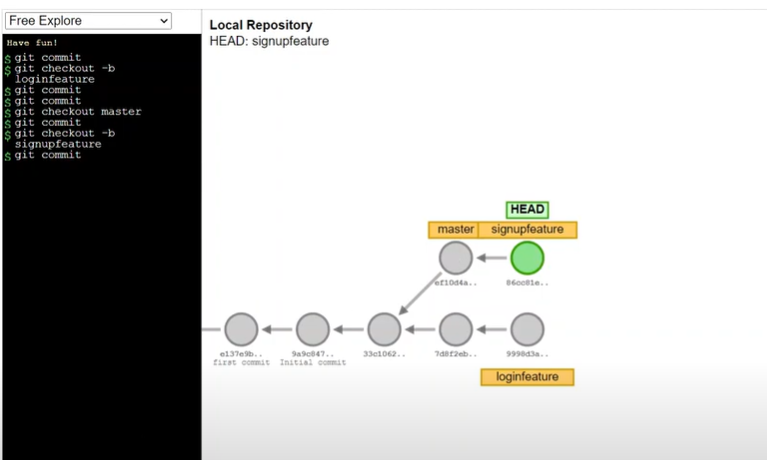 Free Explore
Have fun!
$ git commit
$ git checkout -b
loginfeature
$ git commit
$ git commit
$ git checkout master
$ git commit
$ git checkout -b
signupfeature
$ git commit
Local Repository
HEAD: signupfeature
HEAD
master signupfeature
ef10d4a.. 86cc81e..
e137e9b.. 9a9c847.. 33c1062.. 7d8f2eb.. 9998d3a..
first commit Initial commit
loginfeature